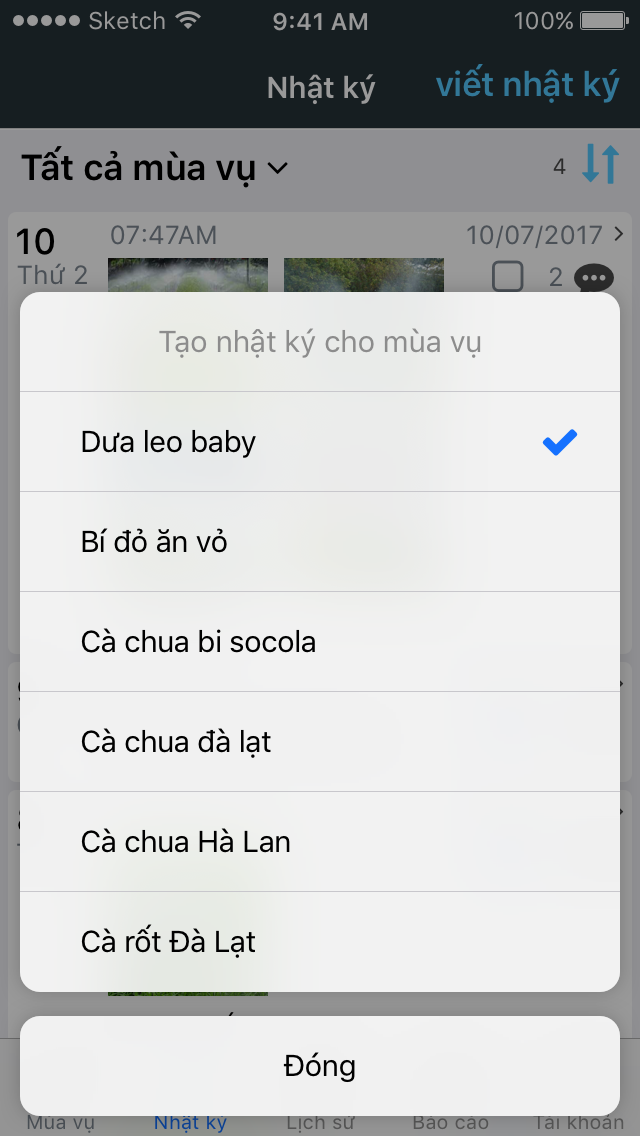 Sketch 9:41 AM 100%
Nhật ký viết nhật ký
Tất cả mùa vụ 4
10 07:47AM 10/07/2017
Thứ 2 2
Tạo nhật ký cho mùa vụ
Dưa leo baby
Bí đỏ ăn vỏ
Cà chua bi socola
Cà chua đà lạt
Cà chua Hà Lan
Cà rốt Đà Lạt
Đóng
Mùa vụ Nhật ký Lịch sử Báo cáo Tài khoản